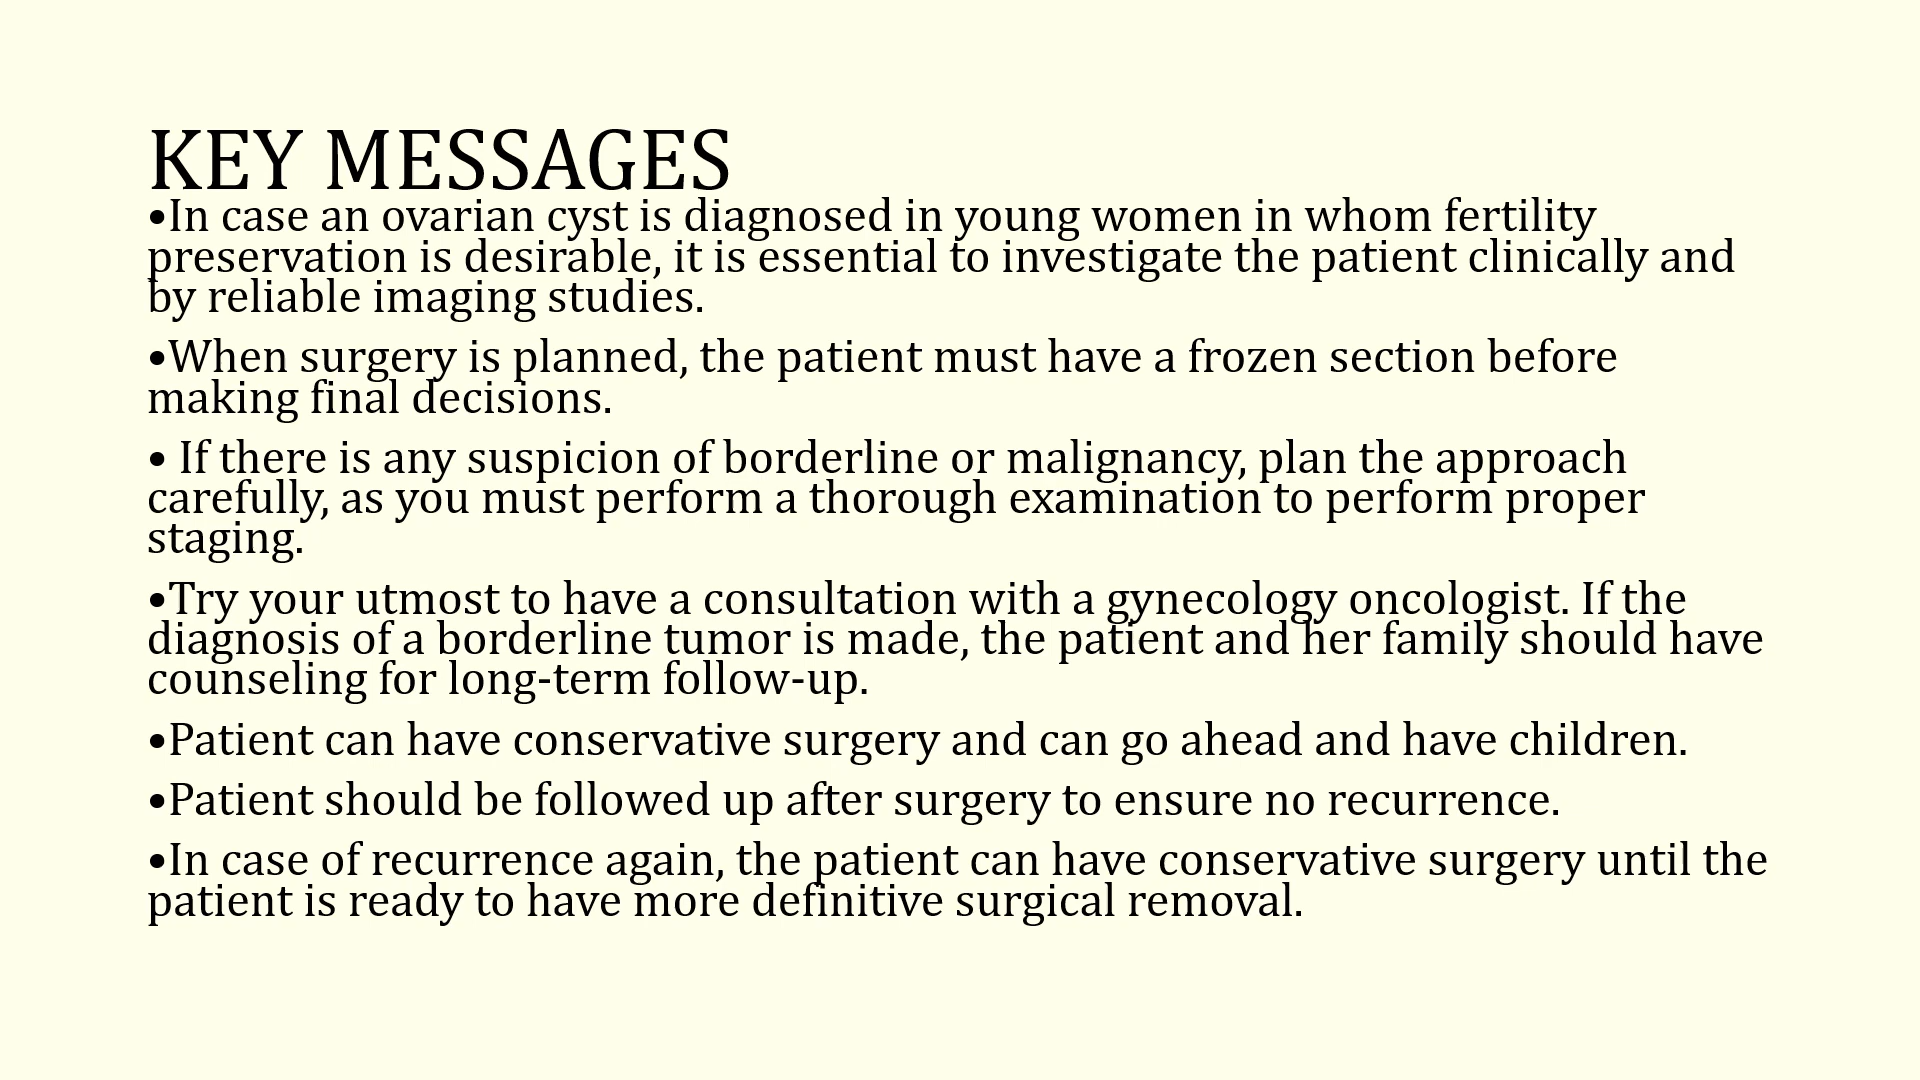 KEY MESSAGES
•In case an ovarian cyst is diagnosed in young women in whom fertility
preservation is desirable, it is essential to investigate the patient clinically and
by reliable imaging studies.
•When surgery is planned, the patient must have a frozen section before
making final decisions.
• If there is any suspicion of borderline or malignancy, plan the approach
carefully, as you must perform a thorough examination to perform proper
staging.
•Try your utmost to have a consultation with a gynecology oncologist. If the
diagnosis of a borderline tumor is made, the patient and her family should have
counseling for long-term follow-up.
•Patient can have conservative surgery and can go ahead and have children.
•Patient should be followed up after surgery to ensure no recurrence.
•In case of recurrence again, the patient can have conservative surgery until the
patient is ready to have more definitive surgical removal.